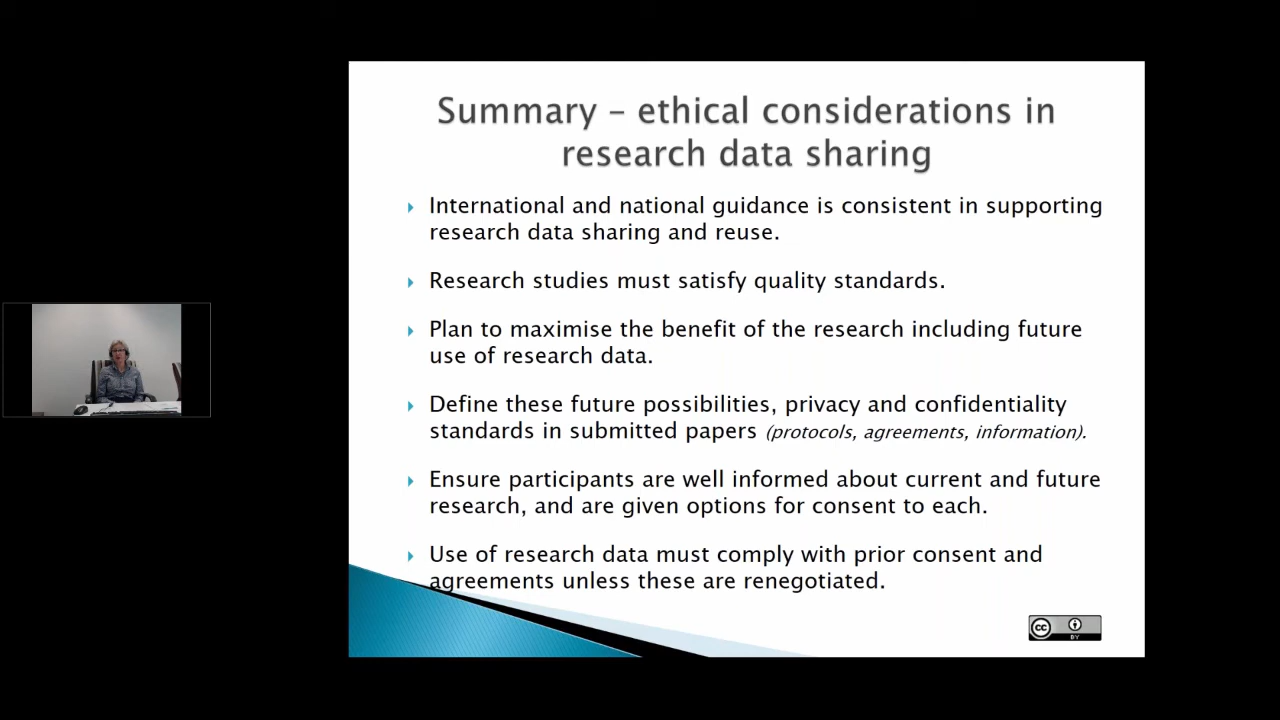 Summary – ethical considerations in
research data sharing
International and national guidance is consistent in supporting
research data sharing and reuse.
Research studies must satisfy quality standards.
Plan to maximise the benefit of the research including future
use of research data.
Define these future possibilities, privacy and confidentiality
standards in submitted papers (protocols, agreements, information).
Ensure participants are well informed about current and future
research, and are given options for consent to each.
Use of research data must comply with prior consent and
agreements unless these are renegotiated.
cc
BY